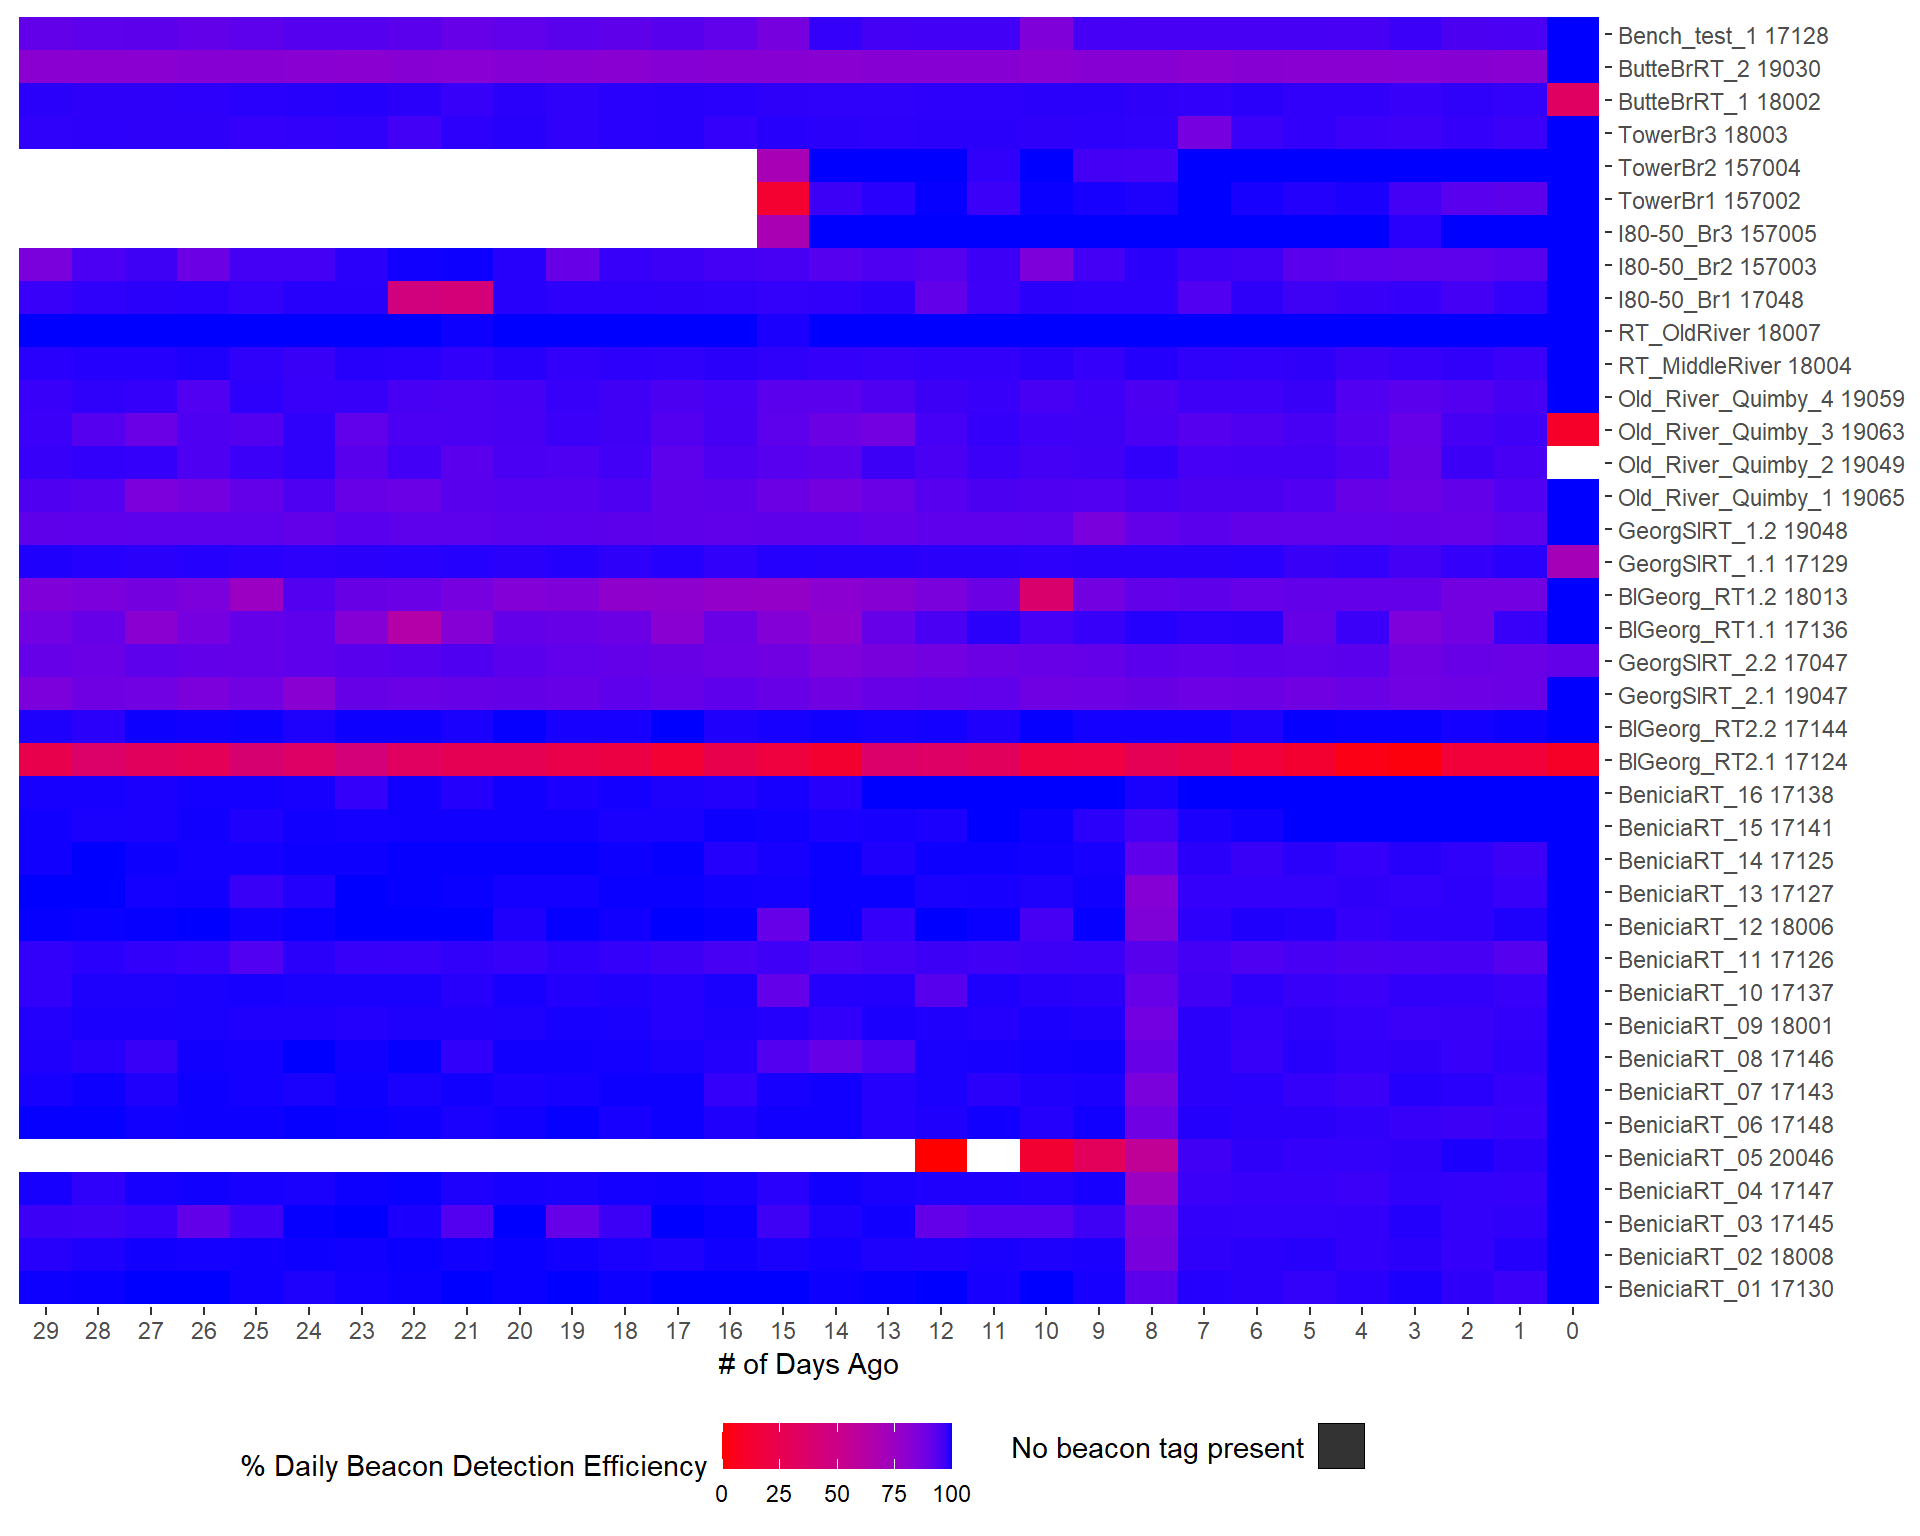 Bench_test_1 17128
ButteBrRT_2 19030
ButteBrRT_1 18002
TowerBr3 18003
TowerBr2 157004
TowerBr1 157002
I80-50_Br3 157005
I80-50_Br2 157003
I80-50_Br1 17048
RT_OldRiver 18007
RT_MiddleRiver 18004
Old_River_Quimby_4 19059
Old_River_Quimby_3 19063
Old_River_Quimby_2 19049
Old_River_Quimby_1 19065
GeorgSlRT_1.2 19048
GeorgSlRT_1.1 17129
BlGeorg_RT1.2 18013
BlGeorg_RT1.1 17136
GeorgSlRT_2.2 17047
GeorgSlRT_2.1 19047
BlGeorg_RT2.2 17144
BlGeorg_RT2.1 17124
BeniciaRT_16 17138
BeniciaRT_15 17141
BeniciaRT_14 17125
BeniciaRT_13 17127
BeniciaRT_12 18006
BeniciaRT_11 17126
BeniciaRT_10 17137
BeniciaRT_09 18001
BeniciaRT_08 17146
BeniciaRT_07 17143
BeniciaRT_06 17148
BeniciaRT_05 20046
BeniciaRT_04 17147
BeniciaRT_03 17145
BeniciaRT_02 18008
BeniciaRT_01 17130
29 28 27 26 25 24 23 22 21 20 19 18 17 16 15 14 13 12 11 10 9 8 7 6 5 4 3 2 1 0
# of Days Ago
% Daily Beacon Detection Efficiency
0 25 50 75 100
No beacon tag present